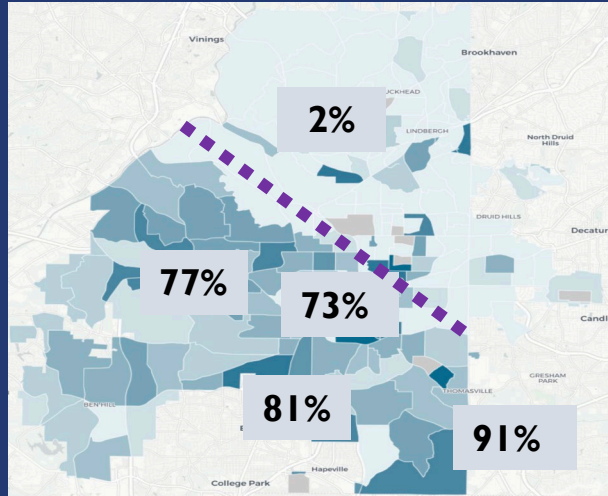 Vinings
Brookhaven
UCKHEAD
2%
LINDBERGH
North Druid
Hills
DRUID HILLS
Decatur
77%
73%
Candl
GRESHAM
PARK
THOMASVILLE
BEN HILL
81%
E
91%
Hapeville
College Park